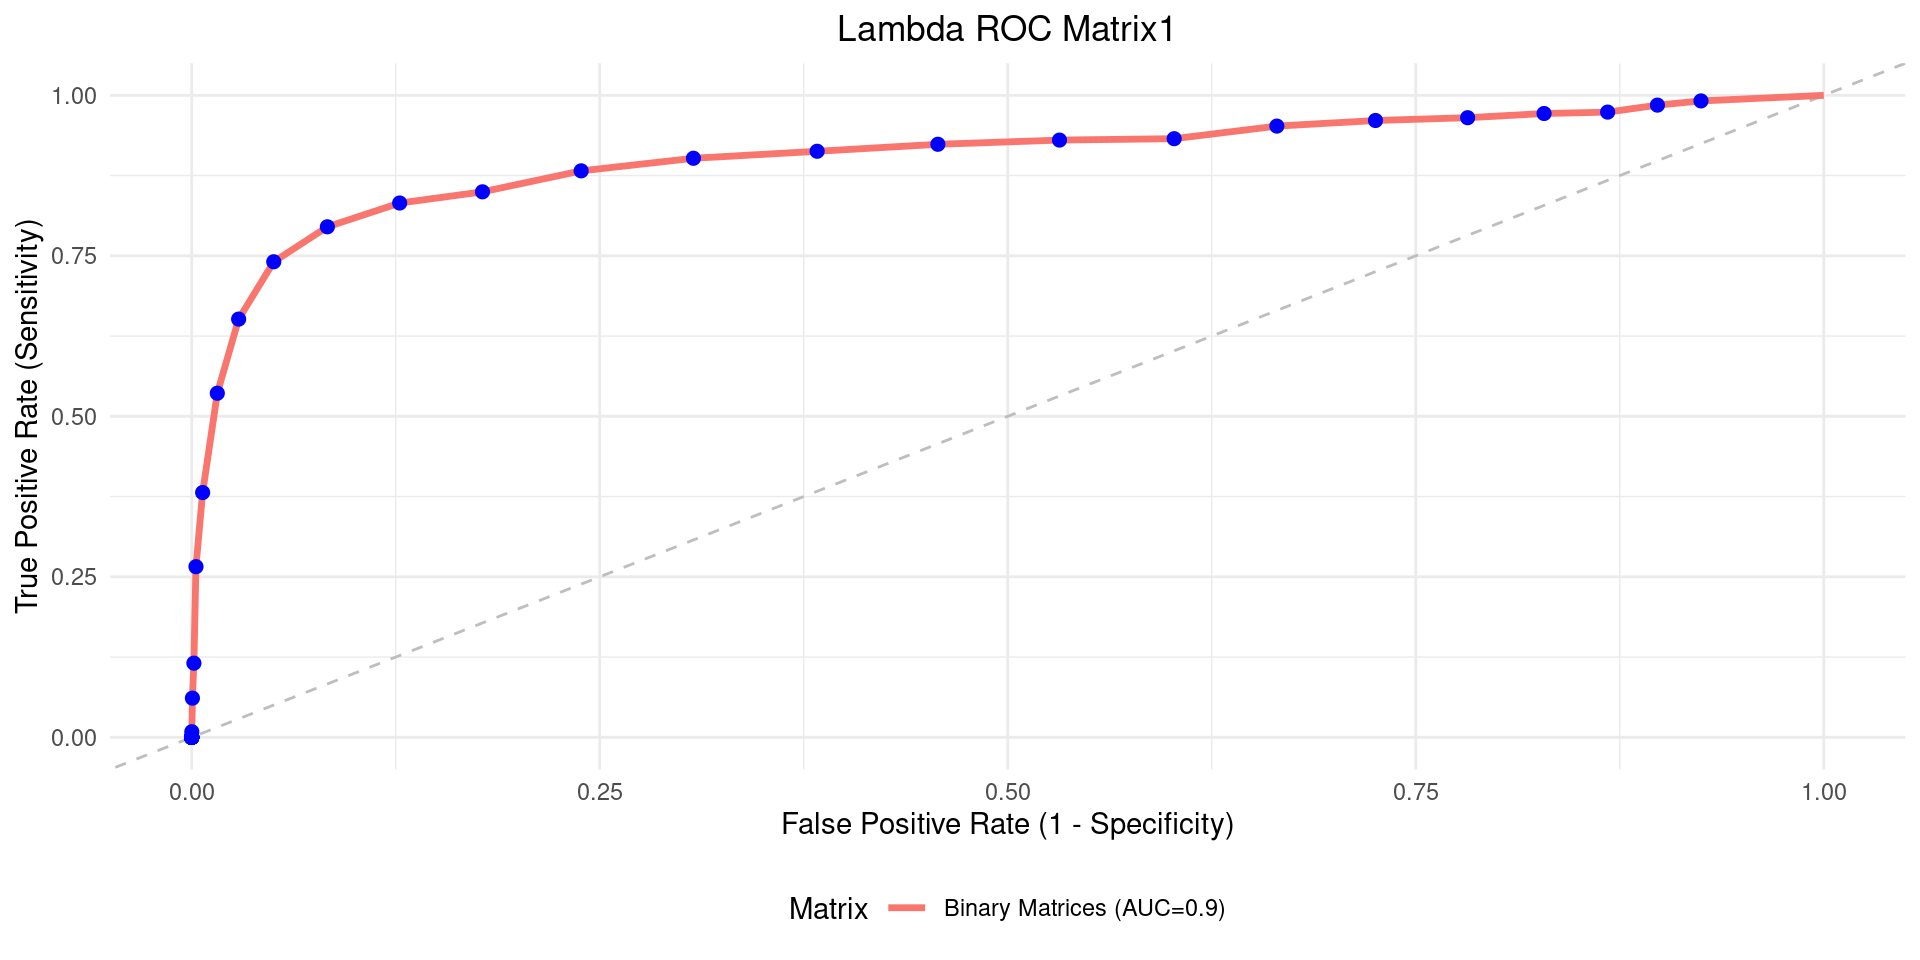 Lambda ROC Matrix1
True Positive Rate (Sensitivity)
1.00
0.75
0.50
0.25
0.00
0.00 0.25 0.50 0.75 1.00
False Positive Rate (1 - Specificity)
Matrix Binary Matrices (AUC=0.9)